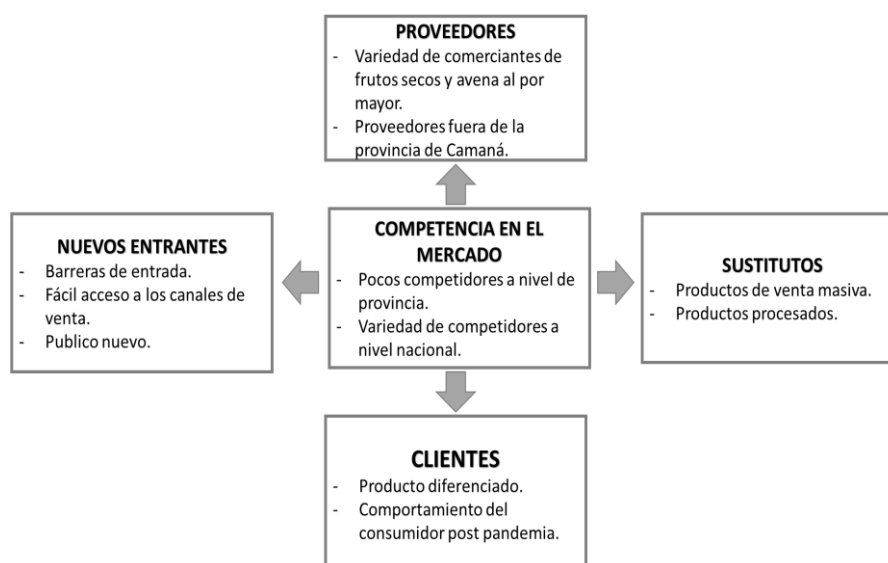 PROVEEDORES
- Variedad de comerciantes de
frutos secos y avena al por
mayor.
- Proveedores fuera de la
provincia de Camaná.
NUEVOS ENTRANTES
- Barreras de entrada.
- Fácil acceso a los canales de
venta.
- Publico nuevo.
COMPETENCIA EN EL
MERCADO
- Pocos competidores a nivel de
provincia.
- Variedad de competidores a
nivel nacional.
SUSTITUTOS
- Productos de venta masiva.
- Productos procesados.
CLIENTES
- Producto diferenciado.
- Comportamiento del
consumidor post pandemia.